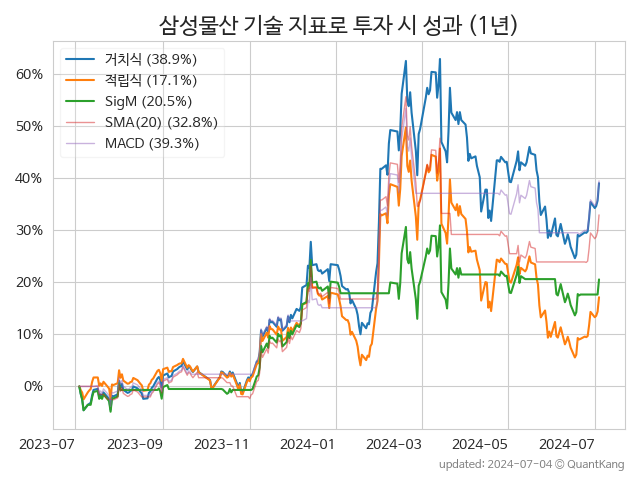 삼성물산 기술 지표로 투자 시 성과 (1년)
거치식 (38.9%)
적립식 (17.1%)
SigM (20.5%)
SMA(20) (32.8%)
MACD (39.3%)
60%
50%
40%
30%
20%
10%
0%
2023-07 2023-09 2023-11 2024-01 2024-03 2024-05 2024-07
updated: 2024-07-04 © QuantKang